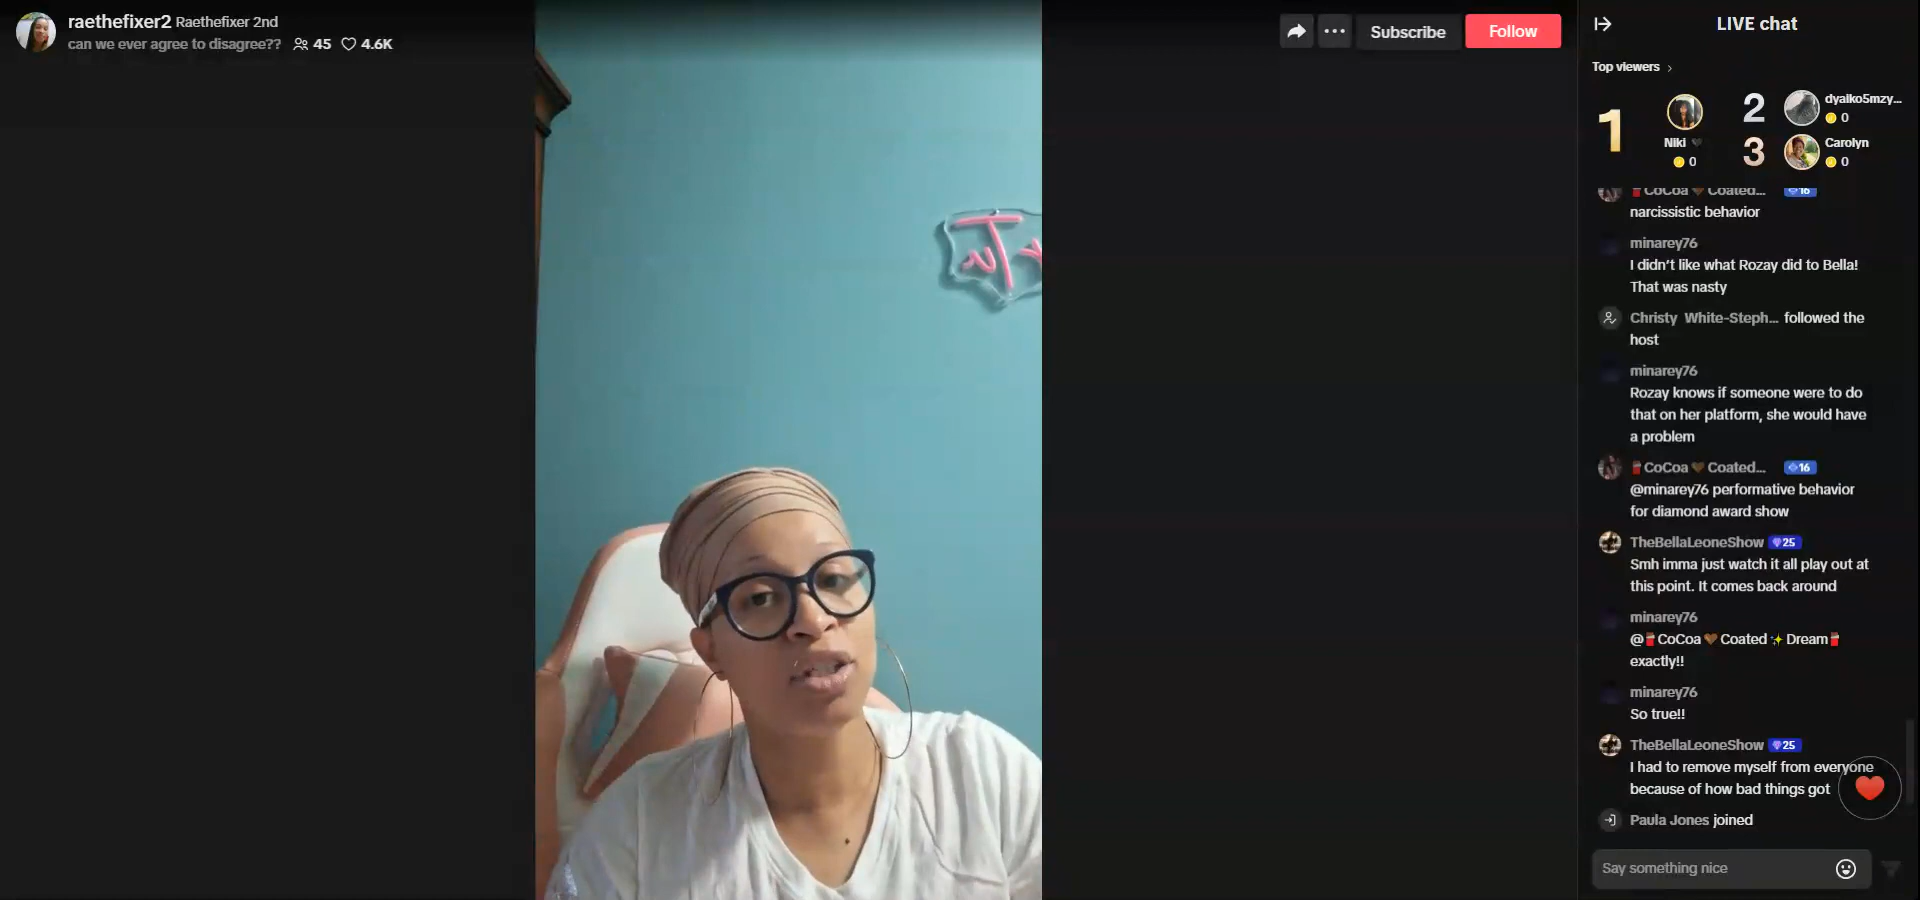 raethefixer2 Raethefixer 2nd
can we ever agree to disagree?? 45 4.6K
Subscribe
Follow
LIVE chat
Top viewers
1
Niki
0
2
dyalko5mzy...
0
3
Carolyn
0
CoCoa Coated... 16
narcissistic behavior
minarey76
I didn't like what Rozay did to Bella!
That was nasty
Christy White-Steph... followed the
host
minarey76
Rozay knows if someone were to do
that on her platform, she would have
a problem
CoCoa Coated... 16
@minarey76 performative behavior
for diamond award show
TheBellaLeoneShow 25
Smh imma just watch it all play out at
this point. It comes back around
minarey76
@CoCoa Coated Dream
exactly!!
minarey76
So true!!
TheBellaLeoneShow 25
I had to remove myself from everyone
because of how bad things got
Paula Jones joined
Say something nice